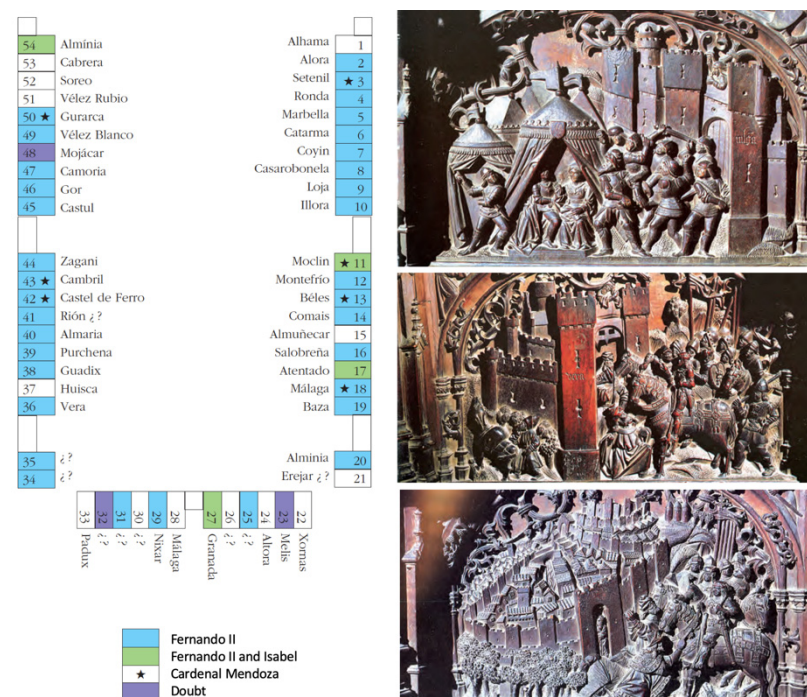 54 Alminia
53 Cabrera
52 Soreo
51 Vélez Rubio
50 ★ Gurarca
49 Vélez Blanco
48 Mojácar
47 Camoria
46 Gor
45 Castul
44 Zagani
43 ★ Cambril
42 ★ Castel de Ferro
41 Rión ¿?
40 Almaria
39 Purchena
38 Guadix
37 Huisca
36 Vera
35 ¿?
34 ¿?
Alhama 1
Alora 2
Setenil ★ 3
Ronda 4
Marbella 5
Catarma 6
Coyin 7
Casarobonela 8
Loja 9
Illora 10
Moclin ★ 11
Montefrío 12
Béles ★ 13
Comais 14
Almuñecar 15
Salobreña 16
Atentado 17
Málaga ★ 18
Baza 19
Alminia 20
Erejar ¿? 21
33 Padux
32 ¿?
31 ¿?
30 ¿?
29 Nixar
28 Málaga
27 Granada
26 ¿?
25 ¿?
24 Altora
23 Melis
22 Xornas
Fernando II
Fernando II and Isabel
★ Cardenal Mendoza
Doubt